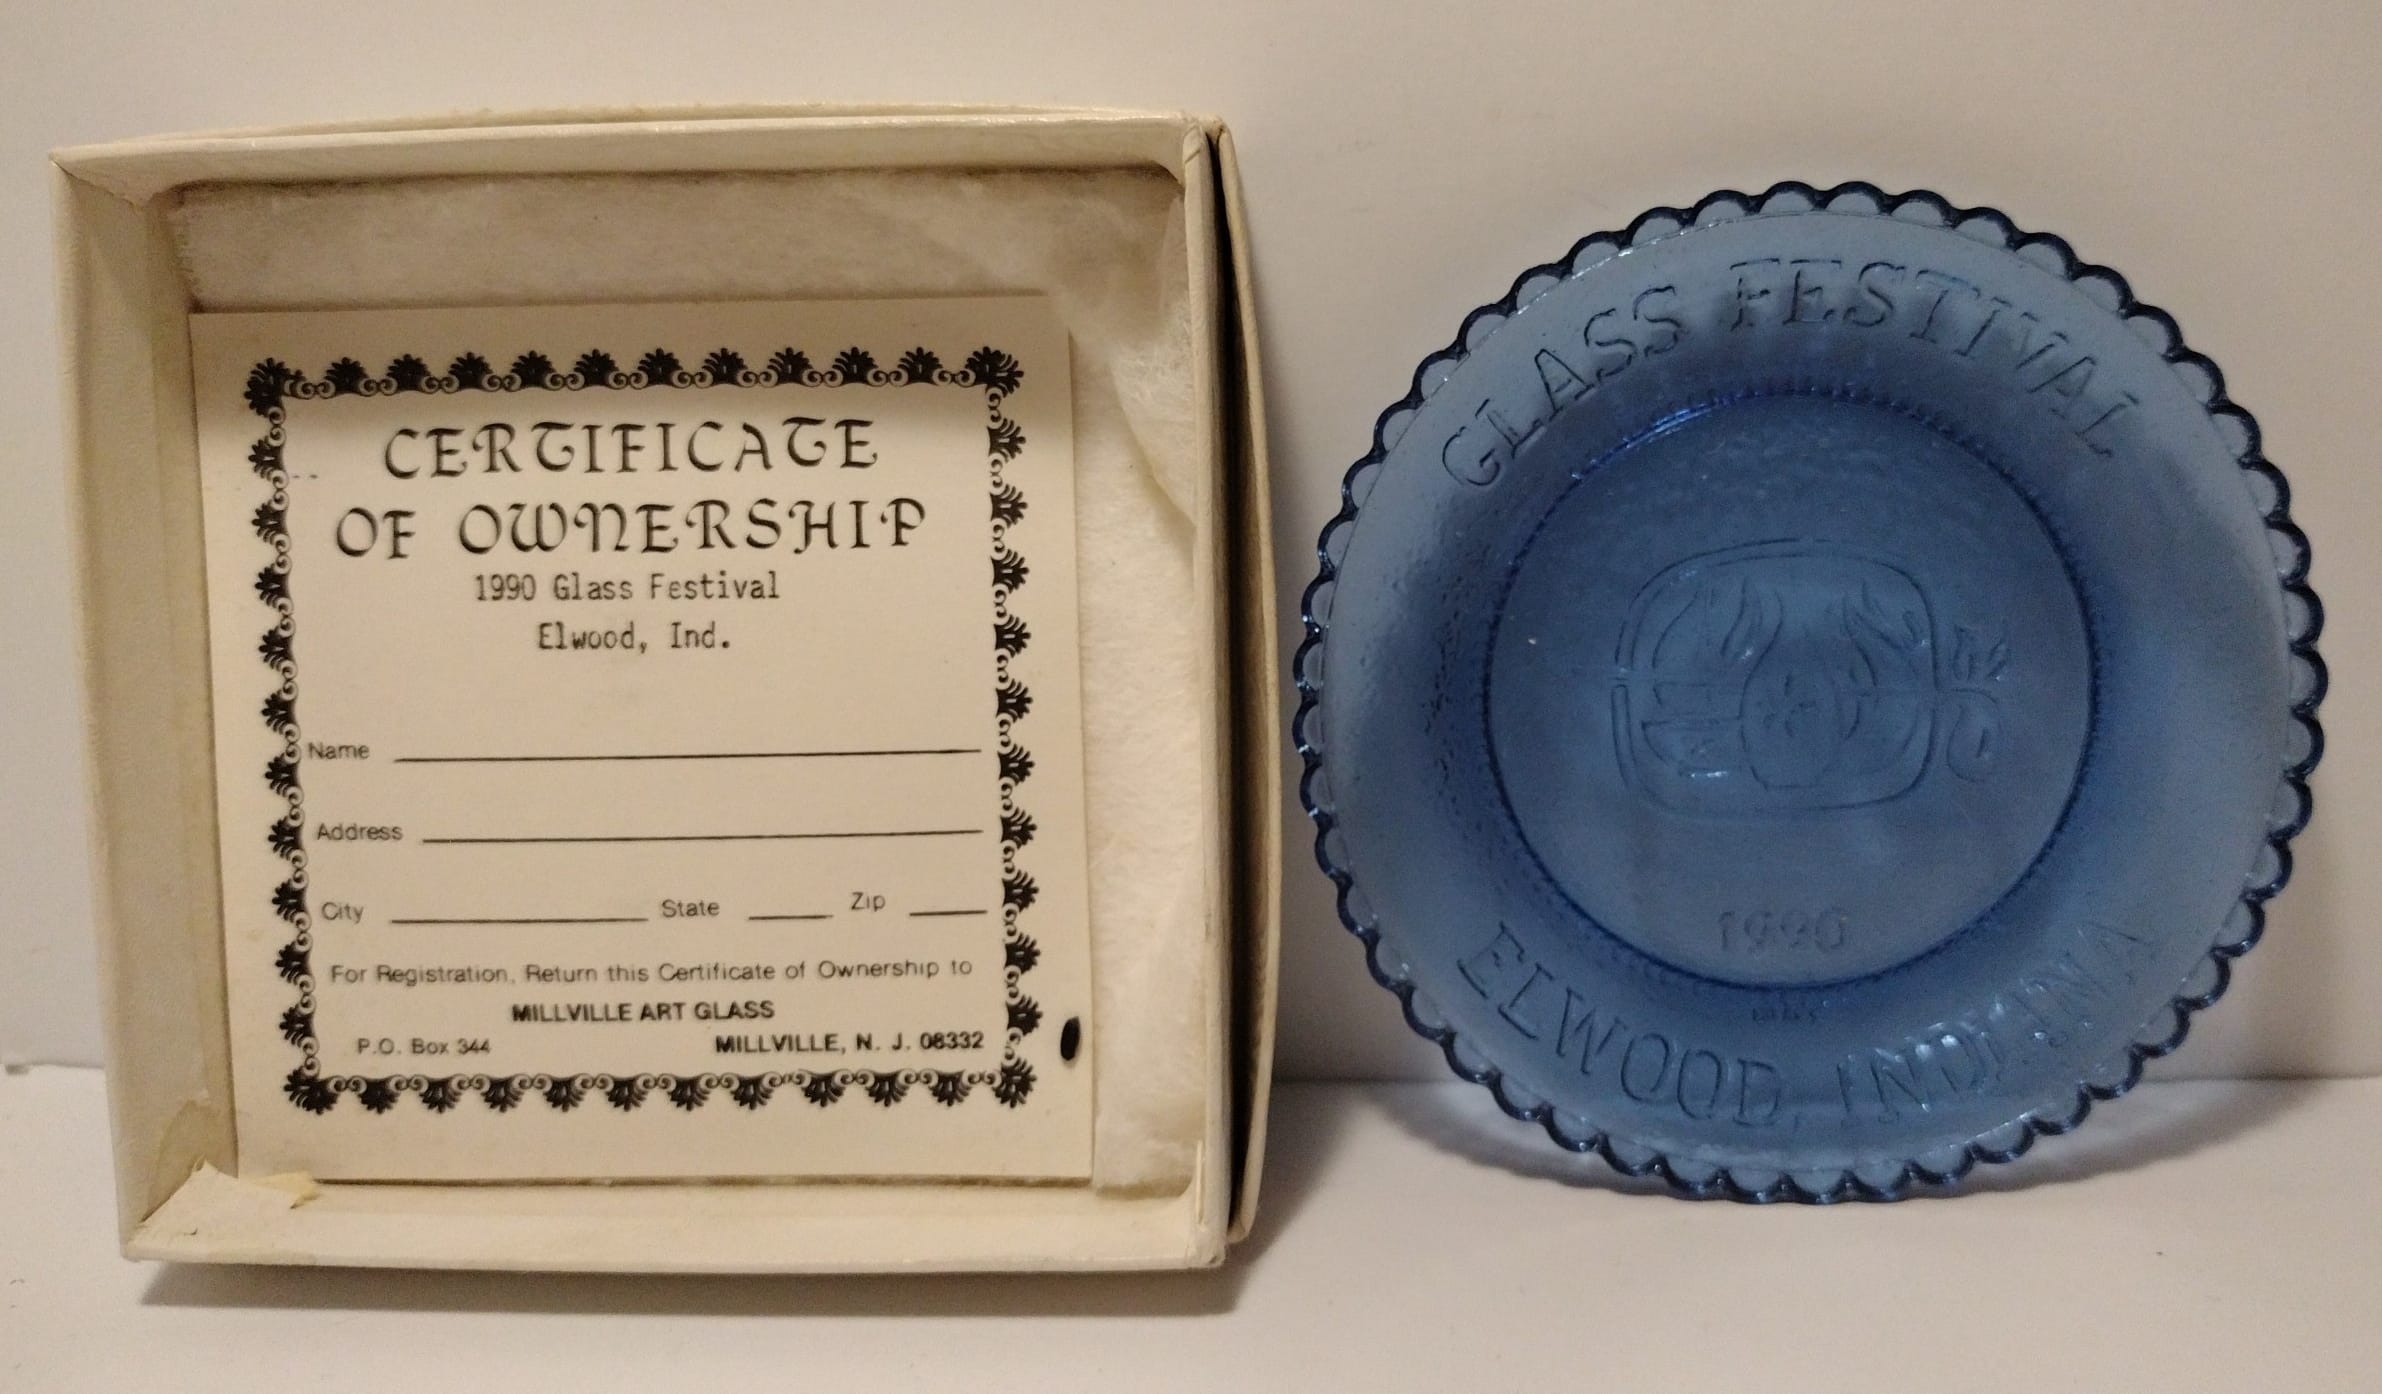 CERTIFICATE
OF OWNERSHIP
1990 Glass Festival
Elwood, Ind.
Name
Address
City State Zip
For Registration, Return this Certificate of Ownership to
MILLVILLE ART GLASS
P.O. Box 344 MILLVILLE, N. J. 08332
GLASS FESTIVAL
1990
ELWOOD, INDIANA